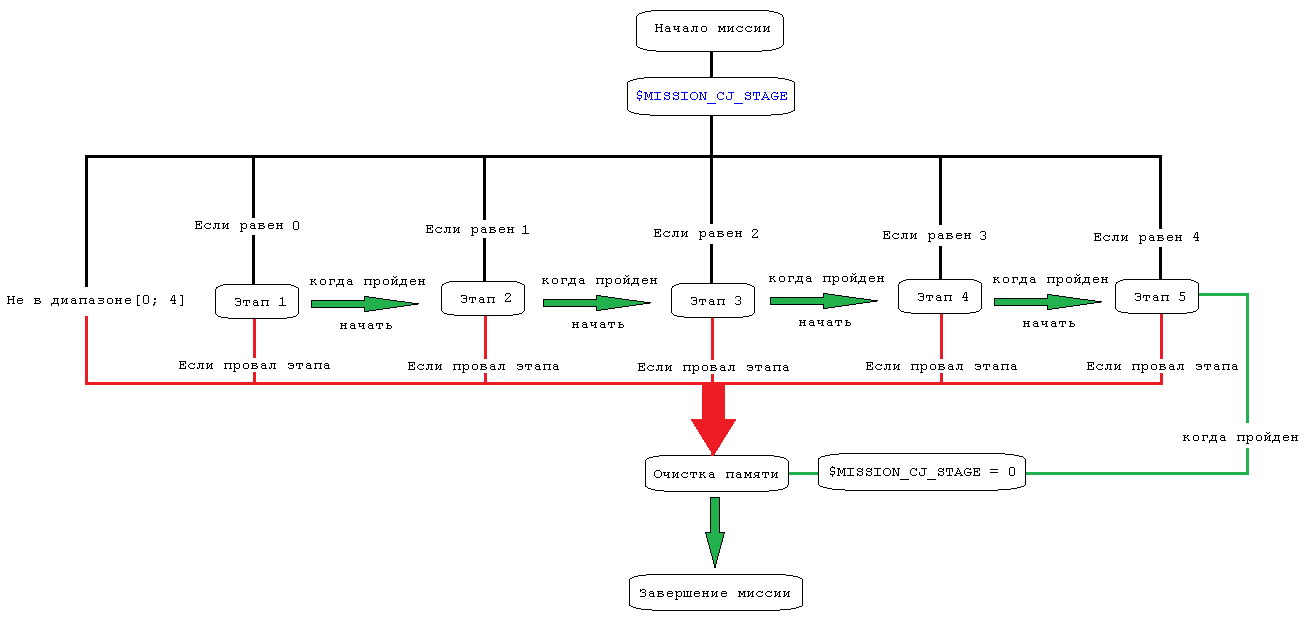 Начало миссии
$MISSION_CJ_STAGE
Если равен 0
Если равен 1
Если равен 2
Если равен 3
Если равен 4
Не в диапазоне[0; 4]
Этап 1
когда пройден
начать
Этап 2
когда пройден
начать
Этап 3
когда пройден
начать
Этап 4
когда пройден
начать
Этап 5
Если провал этапа
Если провал этапа
Если провал этапа
Если провал этапа
Если провал этапа
когда пройден
Очистка памяти
$MISSION_CJ_STAGE = 0
Завершение миссии